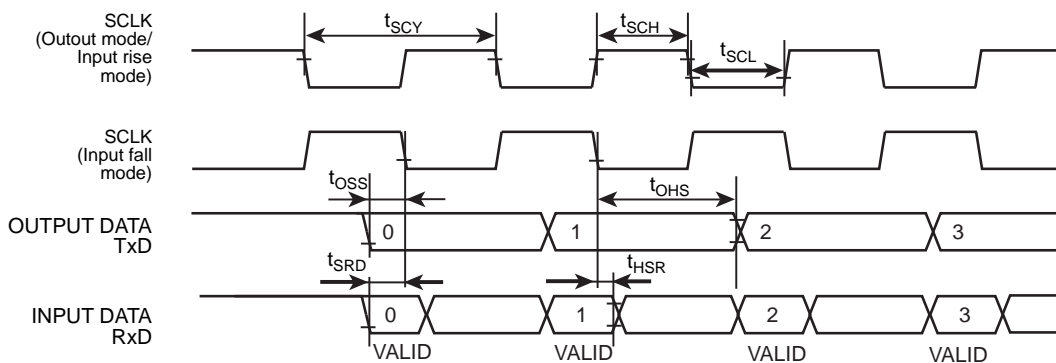 SCLK
(Outout mode/
Input rise
mode)
tSCY
tSCH
tSCL
SCLK
(Input fall
mode)
tOSS
tOHS
OUTPUT DATA
TxD
0
1
2
3
tSRD
tHSR
INPUT DATA
RxD
0
1
2
3
VALID
VALID
VALID
VALID